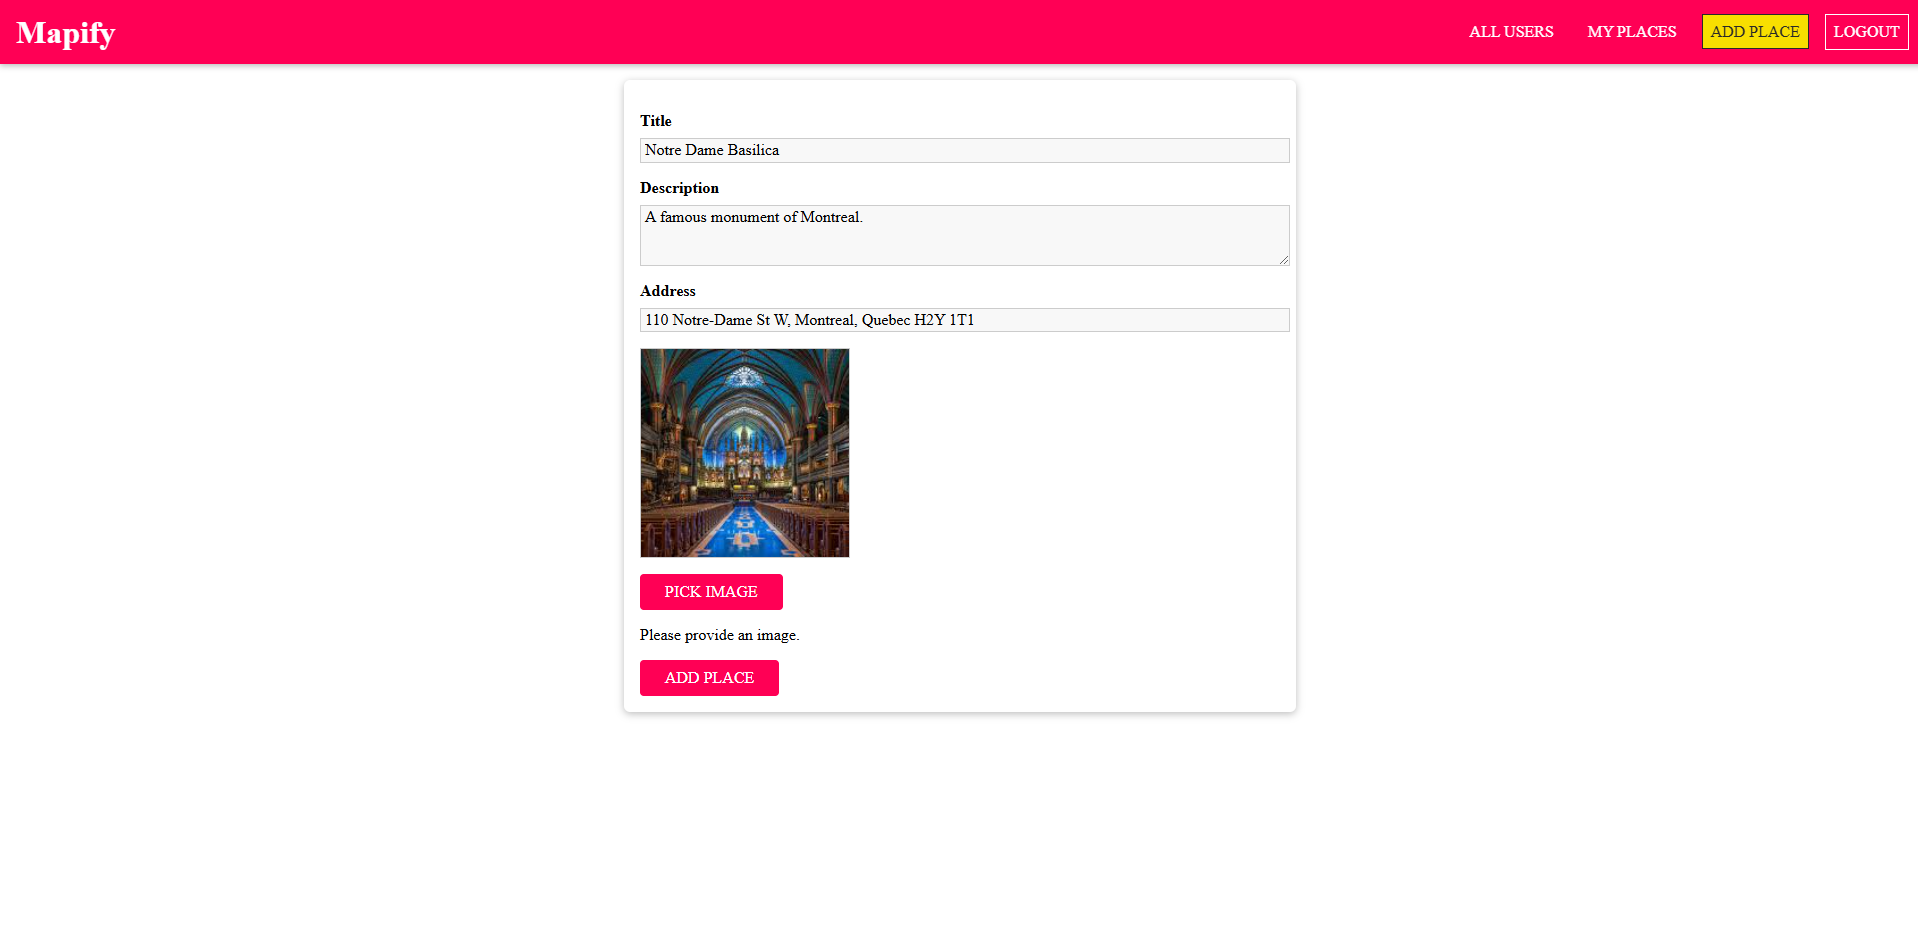 Mapify
ALL USERS
MY PLACES
ADD PLACE
LOGOUT
Title
Notre Dame Basilica
Description
A famous monument of Montreal.
Address
110 Notre-Dame St W, Montreal, Quebec H2Y 1T1
PICK IMAGE
Please provide an image.
ADD PLACE